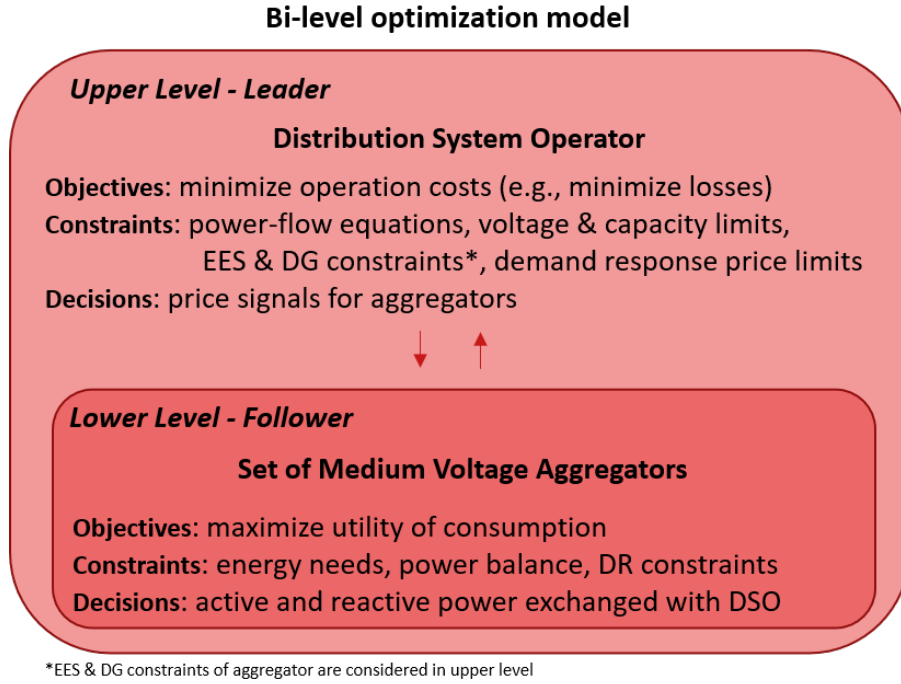 Bi-level optimization model
Upper Level - Leader
Distribution System Operator
Objectives: minimize operation costs (e.g., minimize losses)
Constraints: power-flow equations, voltage & capacity limits,
EES & DG constraints*, demand response price limits
Decisions: price signals for aggregators
Lower Level - Follower
Set of Medium Voltage Aggregators
Objectives: maximize utility of consumption
Constraints: energy needs, power balance, DR constraints
Decisions: active and reactive power exchanged with DSO
*EES & DG constraints of aggregator are considered in upper level